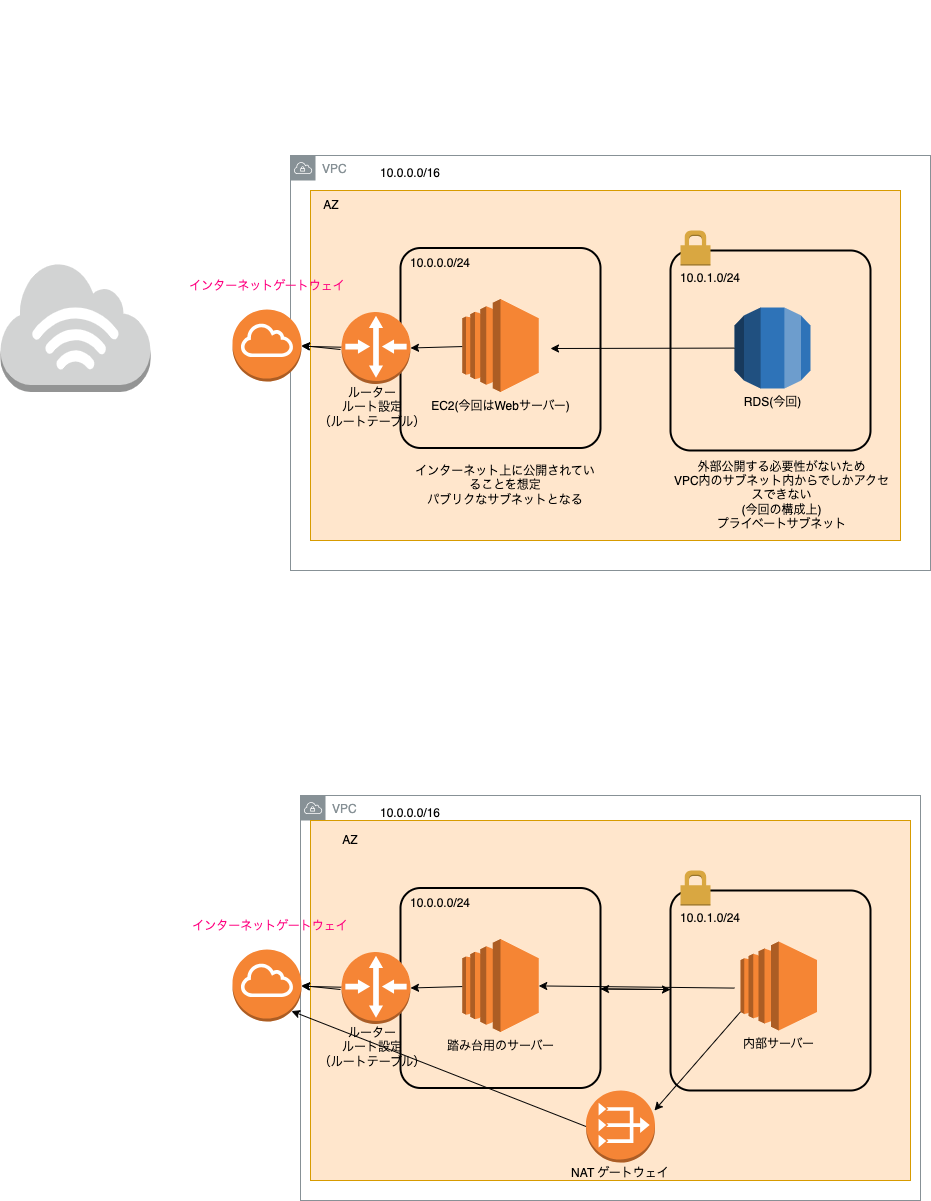 VPC
10.0.0.0/16
AZ
10.0.0.0/24
10.0.1.0/24
インターネットゲートウェイ
ルーター
ルート設定
(ルートテーブル)
EC2(今回はWebサーバー)
RDS(今回)
インターネット上に公開されてい
ることを想定
パブリクなサブネットとなる
外部公開する必要性がないため
VPC内のサブネット内からでしかアクセ
スできない
(今回の構成上)
プライベートサブネット
VPC
10.0.0.0/16
AZ
10.0.0.0/24
10.0.1.0/24
インターネットゲートウェイ
ルーター
ルート設定
(ルートテーブル)
踏み台用のサーバー
内部サーバー
NAT ゲートウェイ